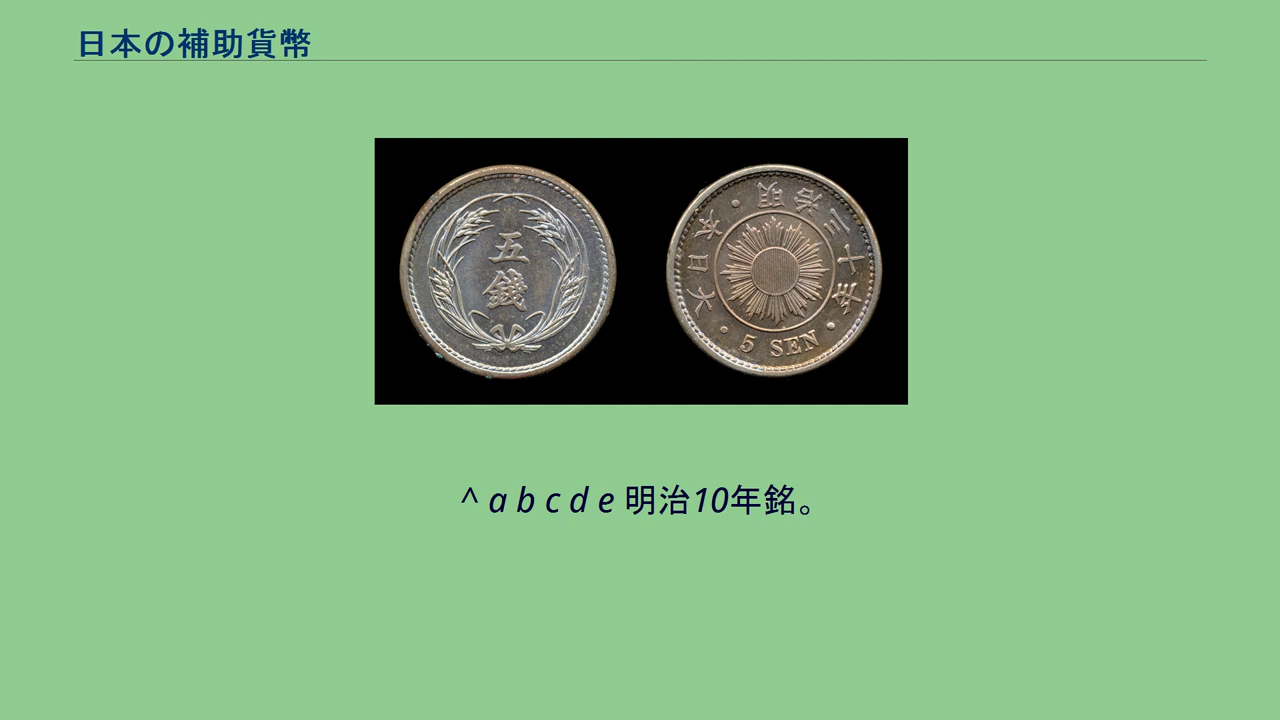 日本の補助貨幣
五
錢
大日本・明治三十年・
5 SEN
^ a b c d e 明治10年銘。